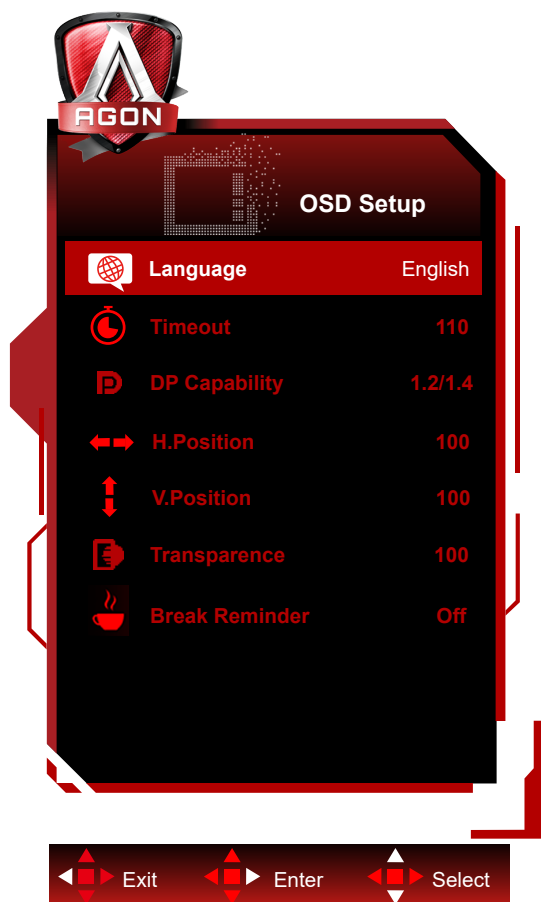 AGON
OSD Setup
Language English
Timeout 110
DP Capability 1.2/1.4
H.Position 100
V.Position 100
Transparence 100
Break Reminder Off
Exit Enter Select